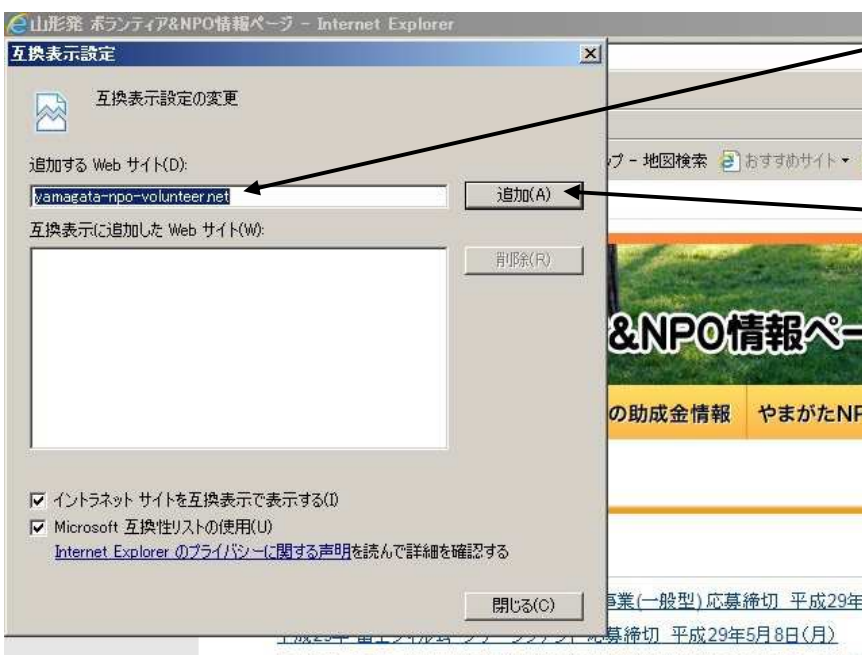 山形発 ボランティア&NPO情報ページ - Internet Explorer
互換表示設定
互換表示設定の変更
追加する Web サイト(D):
yamagata-npo-volunteer.net
追加(A)
互換表示に追加した Web サイト(W):
削除(R)
イントラネット サイトを互換表示で表示する(I)
Microsoft 互換性リストの使用(U)
Internet Explorer のプライバシーに関する声明を読んで詳細を確認する
閉じる(C)
- 地図検索 おすすめサイト
&NPO情報ペー
の助成金情報 やまがたNP
事業(一般型) 応募締切 平成29年
募締切 平成29年5月8日(月)